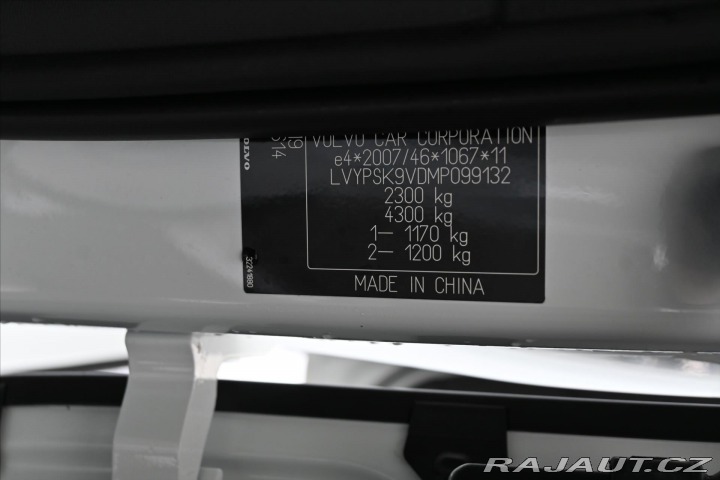 VOLVO CAR CORPORATION
e4*2007/46*1067*11
LVYPSK9VDMP099132
2300 kg
4300 kg
1– 1170 kg
2– 1200 kg
MADE IN CHINA
VOLVO
RAJAUT.CZ